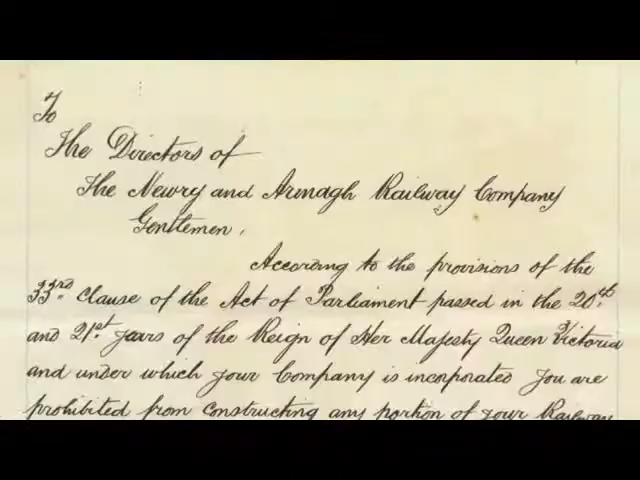 To
The Directors of
The Newry and Armagh Railway Company
Gentlemen,
According to the provisions of the
33rd. Clause of the Act of Parliament passed in the 20th.
and 21st. years of the Reign of Her Majesty Queen Victoria
and under which your Company is incorporated you are
prohibited from constructing any portion of your Railway